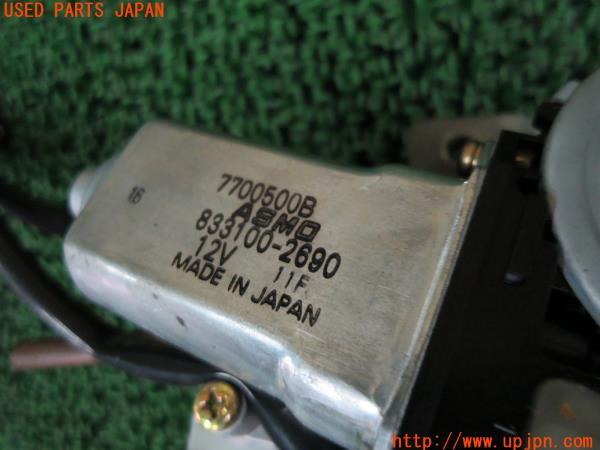 USED PARTS JAPAN
16
7700500B
ASMO
833100-2690
12V 11F
MADE IN JAPAN
http://www.upjpn.com/